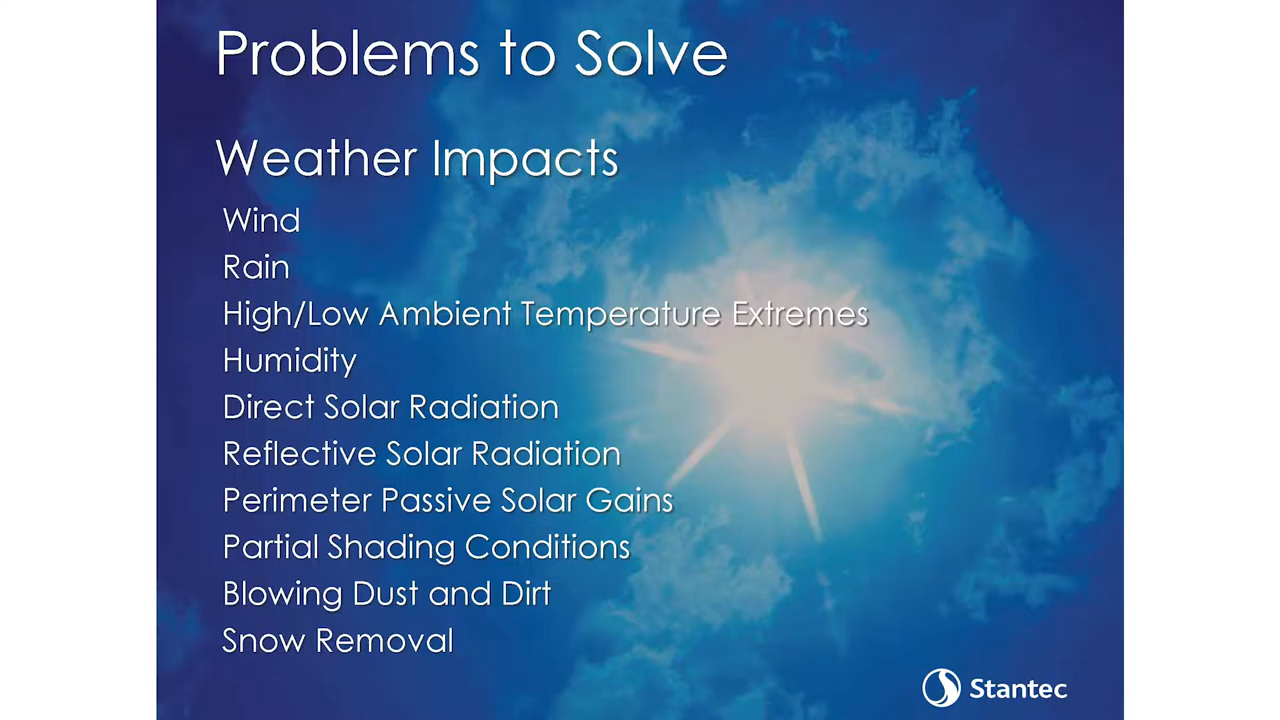 Problems to Solve
Weather Impacts
Wind
Rain
High/Low Ambient Temperature Extremes
Humidity
Direct Solar Radiation
Reflective Solar Radiation
Perimeter Passive Solar Gains
Partial Shading Conditions
Blowing Dust and Dirt
Snow Removal
Stantec